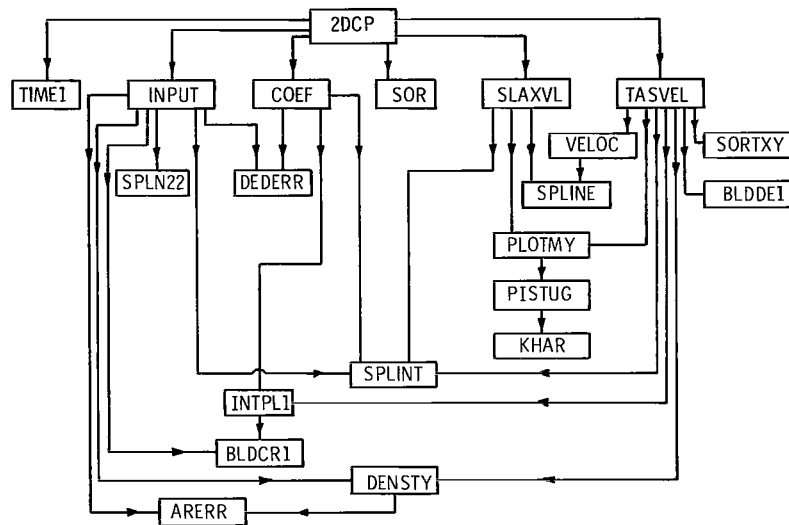 2DCP
TIME1
INPUT
COEF
SOR
SLAXVL
TASVEL
VELOC
SORTXY
SPLN22
DEDERR
SPLINE
BLDDE1
PLOTMY
PISTUG
KHAR
SPLINT
INTPL1
BLDCR1
DENSTY
ARERR